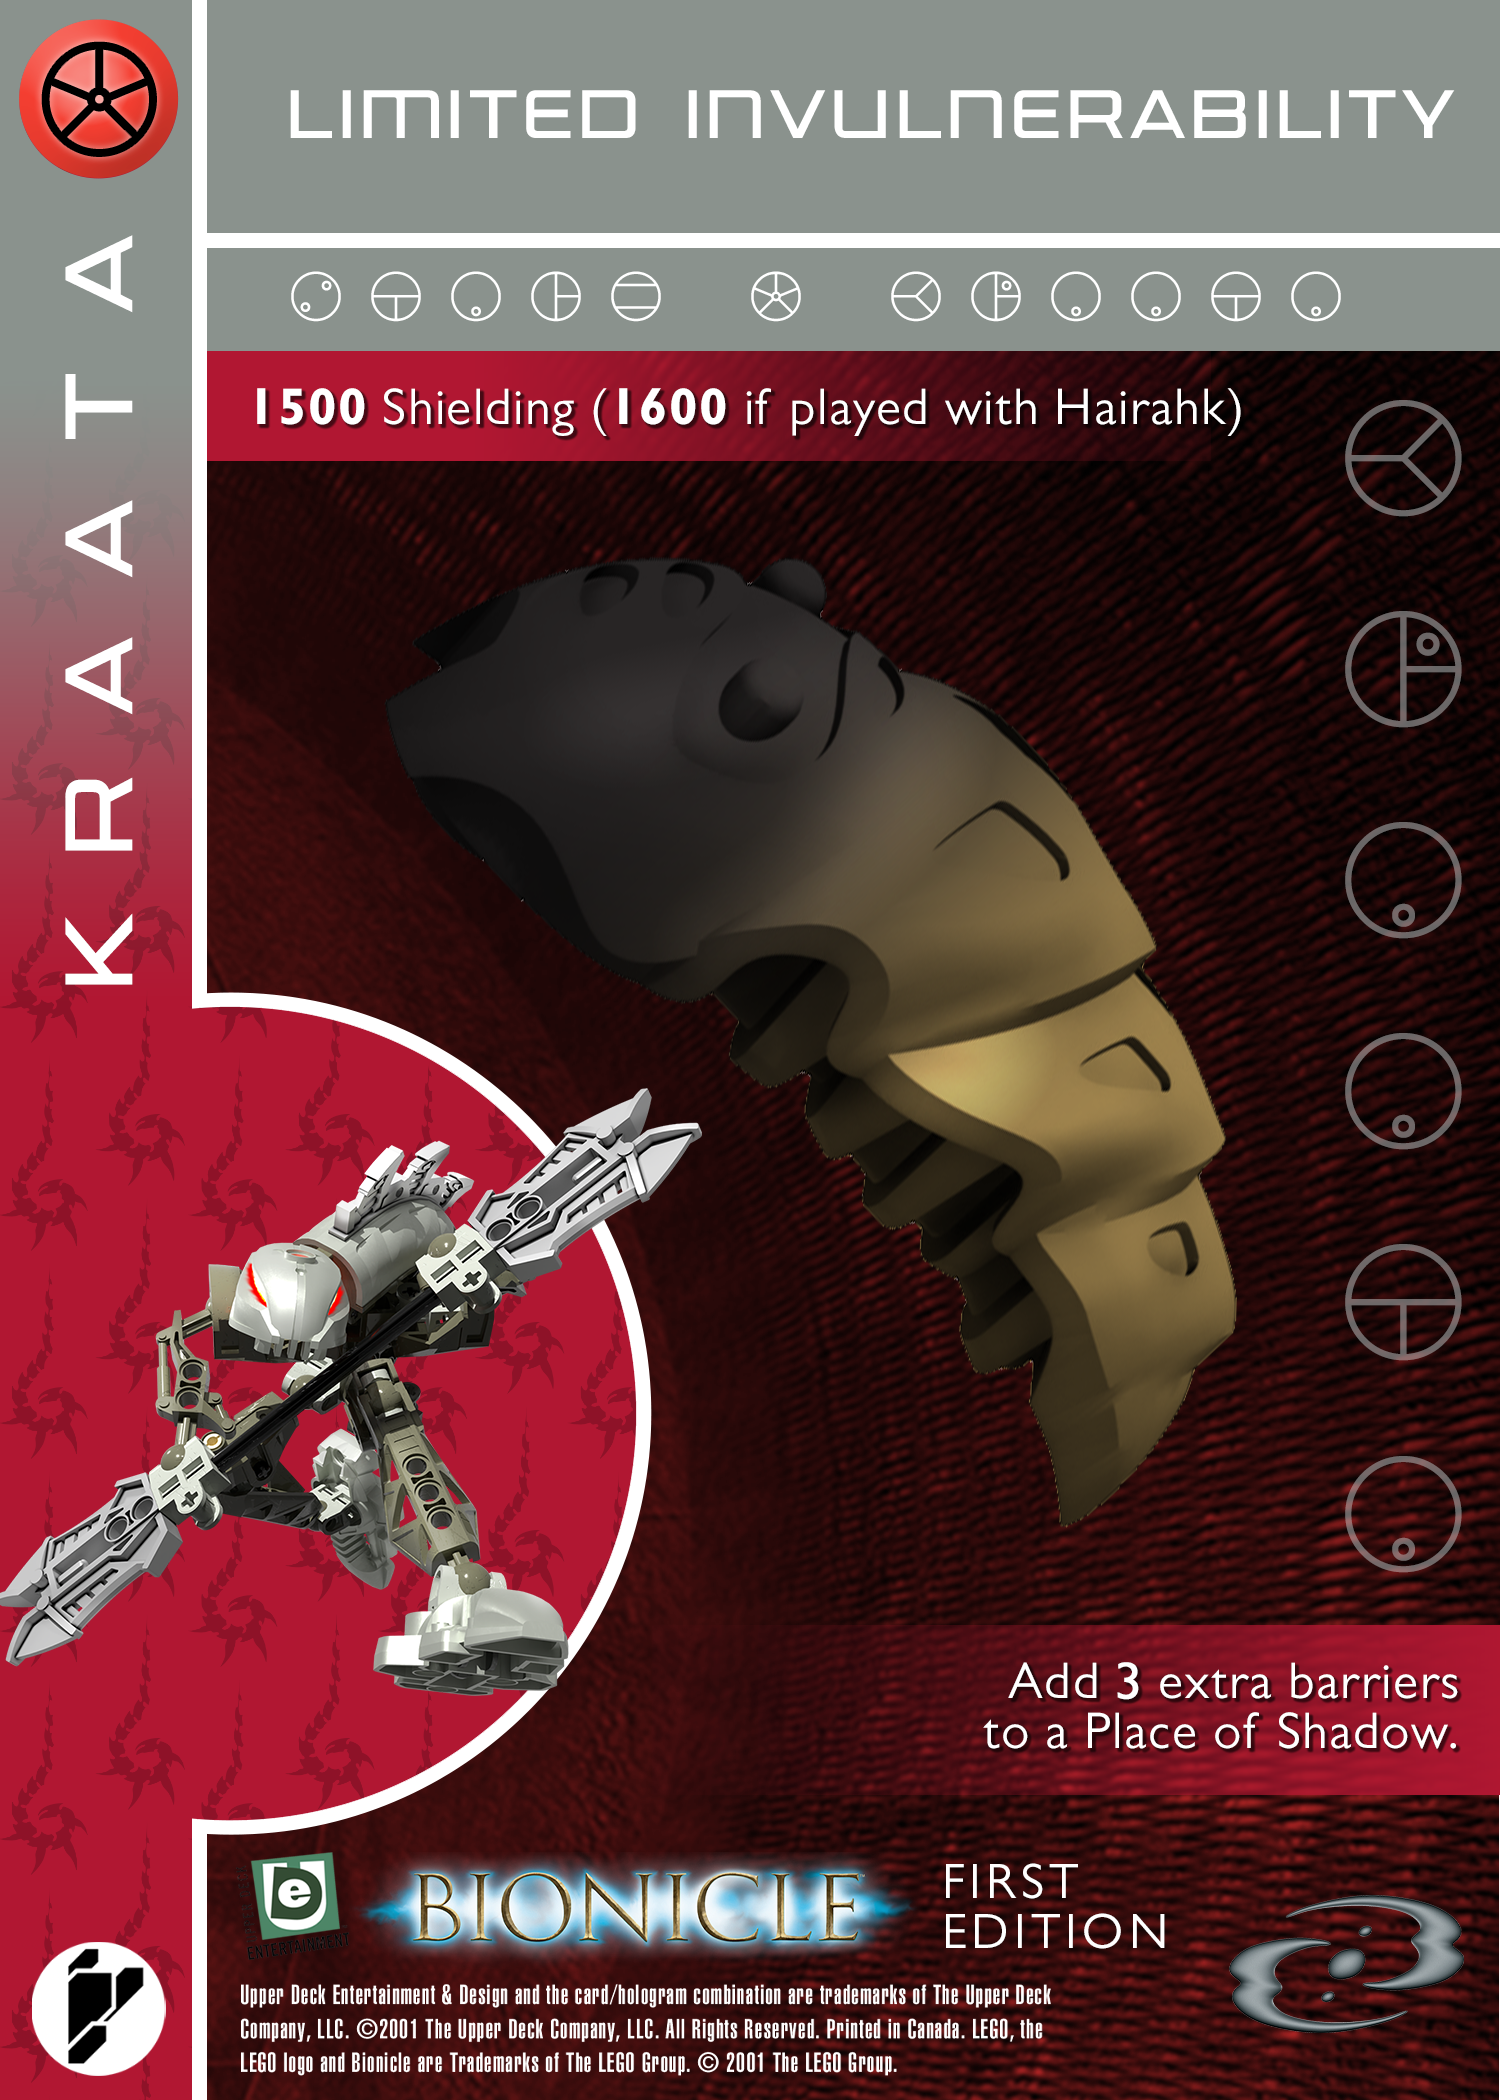 LIMITED INVULNERABILITY
KRAATA
1500 Shielding (1600 if played with Hairahk)
Add 3 extra barriers
to a Place of Shadow.
e
ENTERTAINMENT
BIONICLE
FIRST
EDITION
Upper Deck Entertainment & Design and the card/hologram combination are trademarks of The Upper Deck
Company, LLC. ©2001 The Upper Deck Company, LLC. All Rights Reserved. Printed in Canada. LEGO, the
LEGO logo and Bionicle are Trademarks of The LEGO Group. © 2001 The LEGO Group.